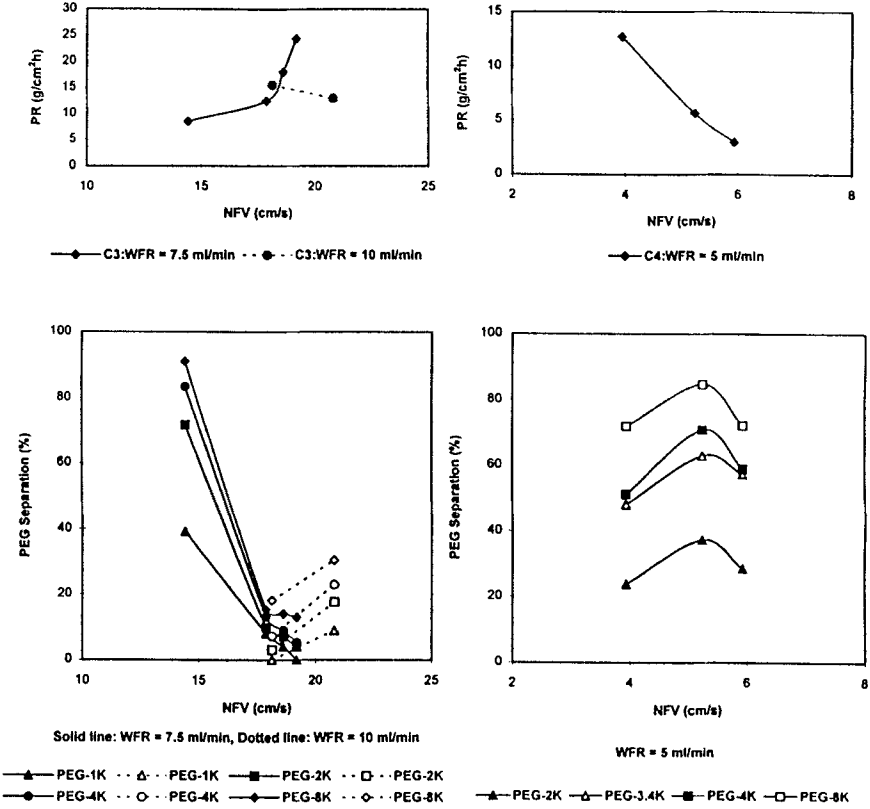 30
25
20
15
10
5
0
PR (g/cm²h)
10 15 20 25
NFV (cm/s)
C3:WFR = 7.5 ml/min C3:WFR = 10 ml/min
15
10
5
0
PR (g/cm²h)
2 4 6 8
NFV (cm/s)
C4:WFR = 5 ml/min
100
80
60
40
20
0
PEG Separation (%)
10 15 20 25
NFV (cm/s)
Solid line: WFR = 7.5 ml/min, Dotted line: WFR = 10 ml/min
PEG-1K PEG-1K PEG-2K PEG-2K
PEG-4K PEG-4K PEG-8K PEG-8K
100
80
60
40
20
0
PEG Separation (%)
2 4 6 8
NFV (cm/s)
WFR = 5 ml/min
PEG-2K PEG-3.4K PEG-4K PEG-8K